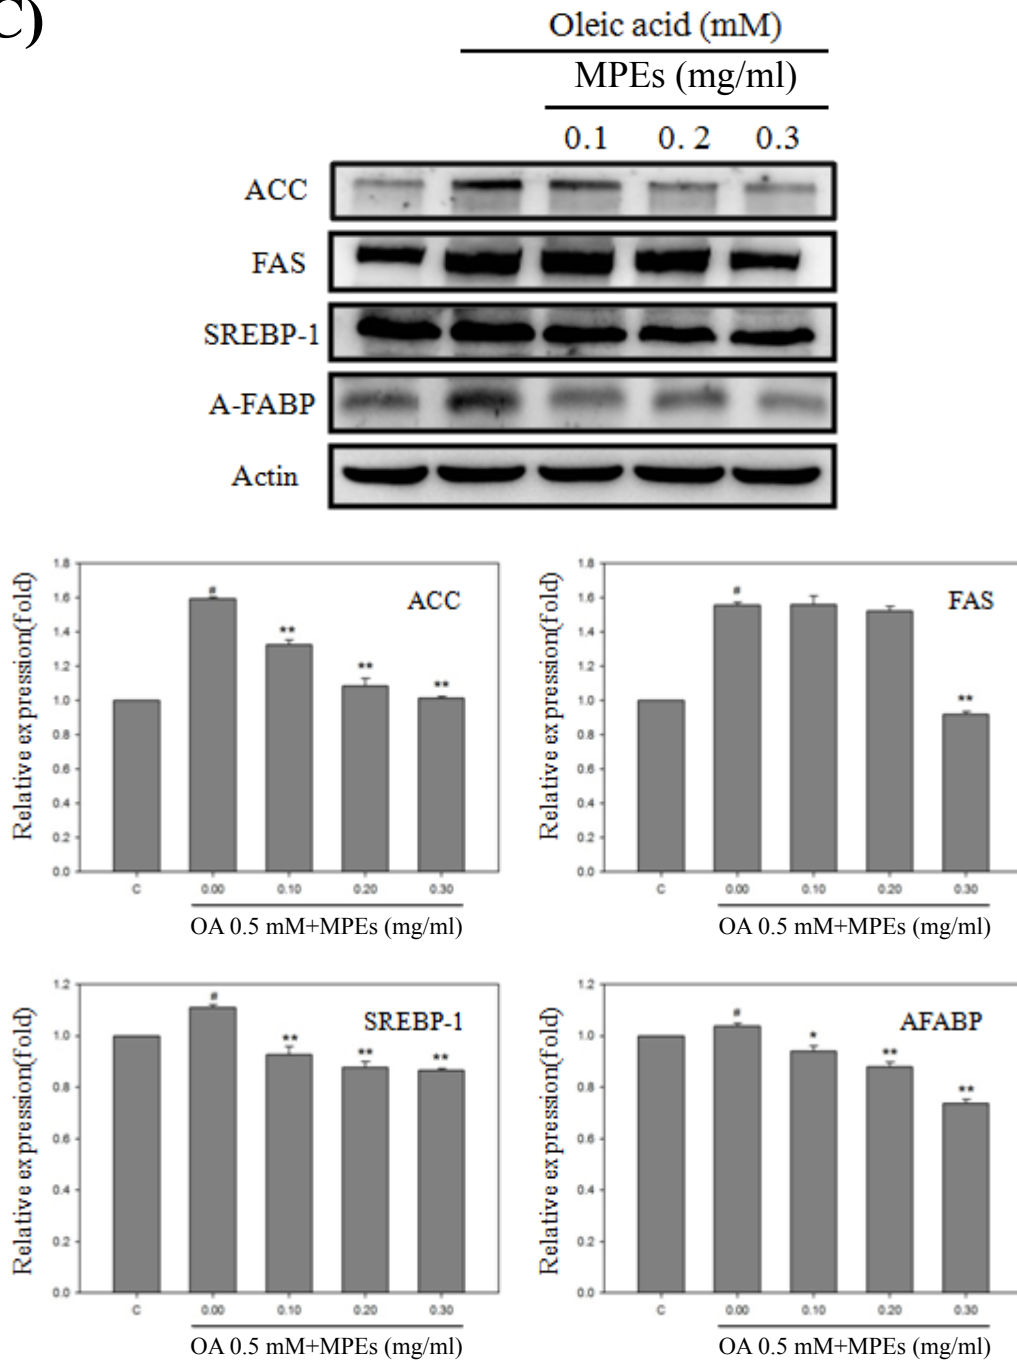 C)
Oleic acid (mM)
MPEs (mg/ml)
0.1 0. 2 0.3
ACC
FAS
SREBP-1
A-FABP
Actin
Relative expression(fold)
1.8
1.6
1.4
1.2
1.0
0.8
0.6
0.4
0.2
0.0
ACC
#
**
**
**
C 0.00 0.10 0.20 0.30
OA 0.5 mM+MPEs (mg/ml)
Relative expression(fold)
1.8
1.6
1.4
1.2
1.0
0.8
0.6
0.4
0.2
0.0
FAS
#
**
C 0.00 0.10 0.20 0.30
OA 0.5 mM+MPEs (mg/ml)
Relative expression(fold)
1.2
1.0
0.8
0.6
0.4
0.2
0.0
SREBP-1
#
**
**
**
C 0.00 0.10 0.20 0.30
OA 0.5 mM+MPEs (mg/ml)
Relative expression(fold)
1.2
1.0
0.8
0.6
0.4
0.2
0.0
AFABP
#
*
**
**
C 0.00 0.10 0.20 0.30
OA 0.5 mM+MPEs (mg/ml)